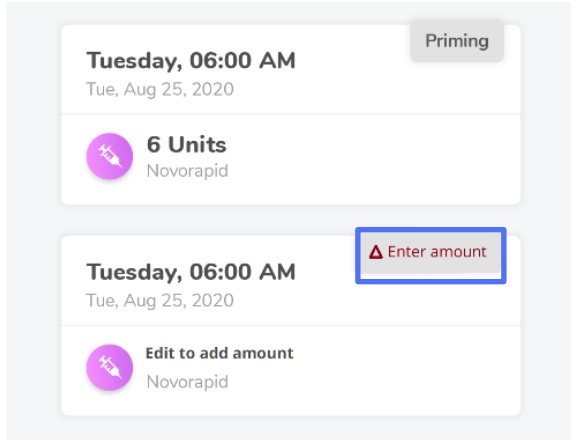 Priming
Tuesday, 06:00 AM
Tue, Aug 25, 2020
6 Units
Novorapid
Enter amount
Tuesday, 06:00 AM
Tue, Aug 25, 2020
Edit to add amount
Novorapid